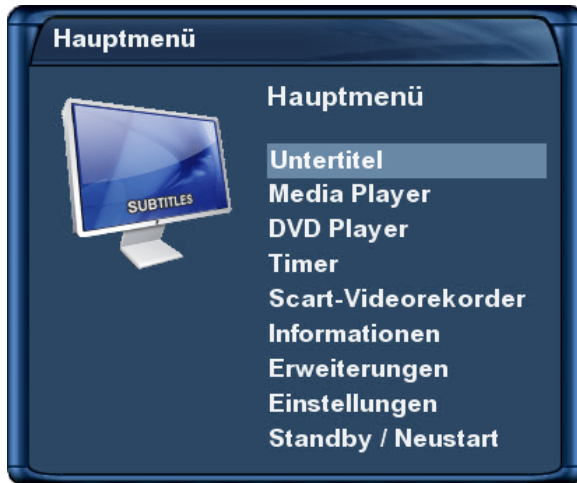 Hauptmenü
Hauptmenü
SUBTITLES
Untertitel
Media Player
DVD Player
Timer
Scart-Videorekorder
Informationen
Erweiterungen
Einstellungen
Standby / Neustart